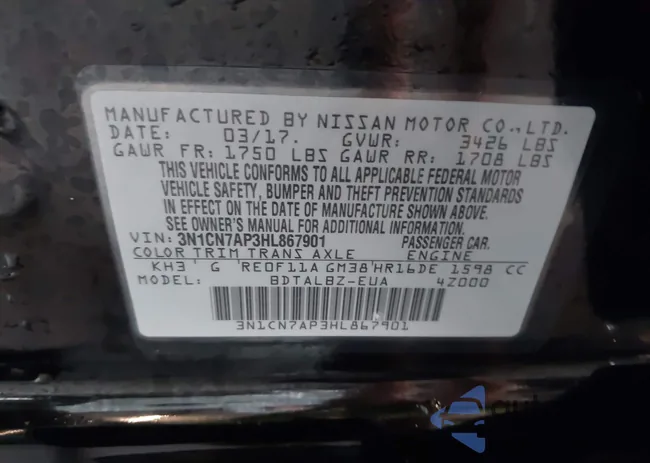 MANUFACTURED BY NISSAN MOTOR CO.,LTD.
DATE: 03/17. GVWR: 3426 LBS
GAWR FR: 1750 LBS GAWR RR: 1708 LBS
THIS VEHICLE CONFORMS TO ALL APPLICABLE FEDERAL MOTOR
VEHICLE SAFETY, BUMPER AND THEFT PREVENTION STANDARDS
IN EFFECT ON THE DATE OF MANUFACTURE SHOWN ABOVE.
SEE OWNER'S MANUAL FOR ADDITIONAL INFORMATION
VIN: 3N1CN7AP3HL867901 PASSENGER CAR.
COLOR TRIM TRANS AXLE ENGINE
KH3 G RE0F11A GM38 HR16DE 1598 CC
MODEL: BDTALBZ-EUA 4Z000
3N1CN7AP3HL867901